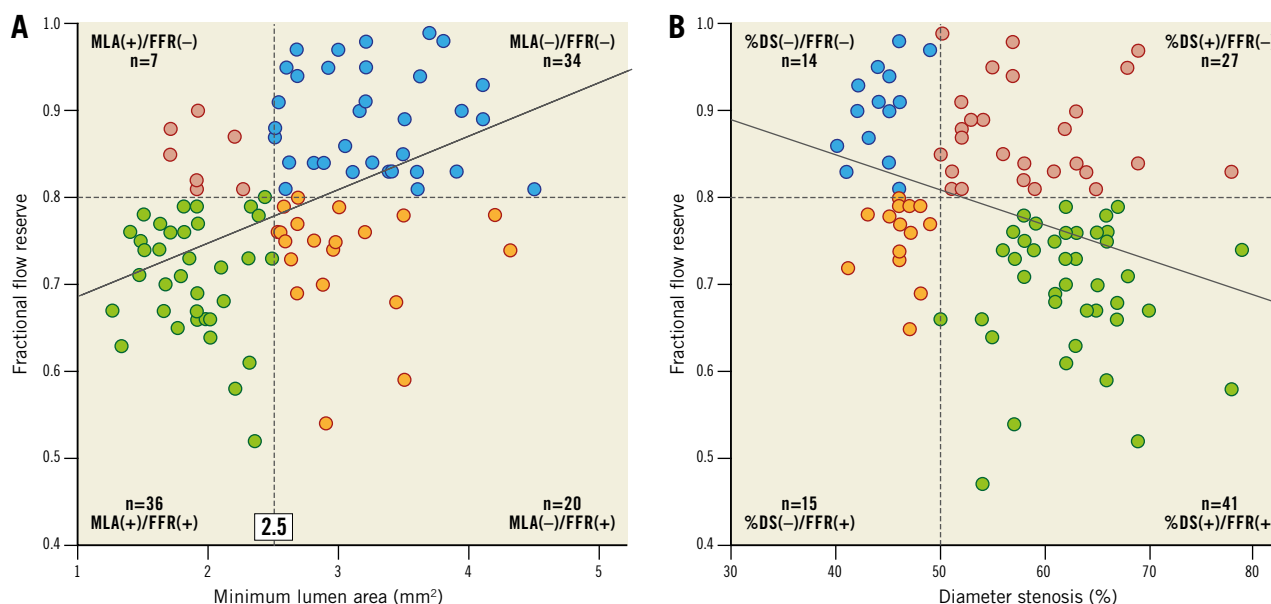 A
MLA(+)/FFR(–)
n=7
MLA(–)/FFR(–)
n=34
1.0
0.9
0.8
0.7
0.6
0.5
0.4
Fractional flow reserve
n=36
MLA(+)/FFR(+)
2.5
n=20
MLA(–)/FFR(+)
1
2
3
4
5
Minimum lumen area (mm²)
B
%DS(–)/FFR(–)
n=14
%DS(+)/FFR(–
n=27
1.0
0.9
0.8
0.7
0.6
0.5
0.4
Fractional flow reserve
n=15
%DS(–)/FFR(+)
n=41
%DS(+)/FFR(+
30
40
50
60
70
80
Diameter stenosis (%)